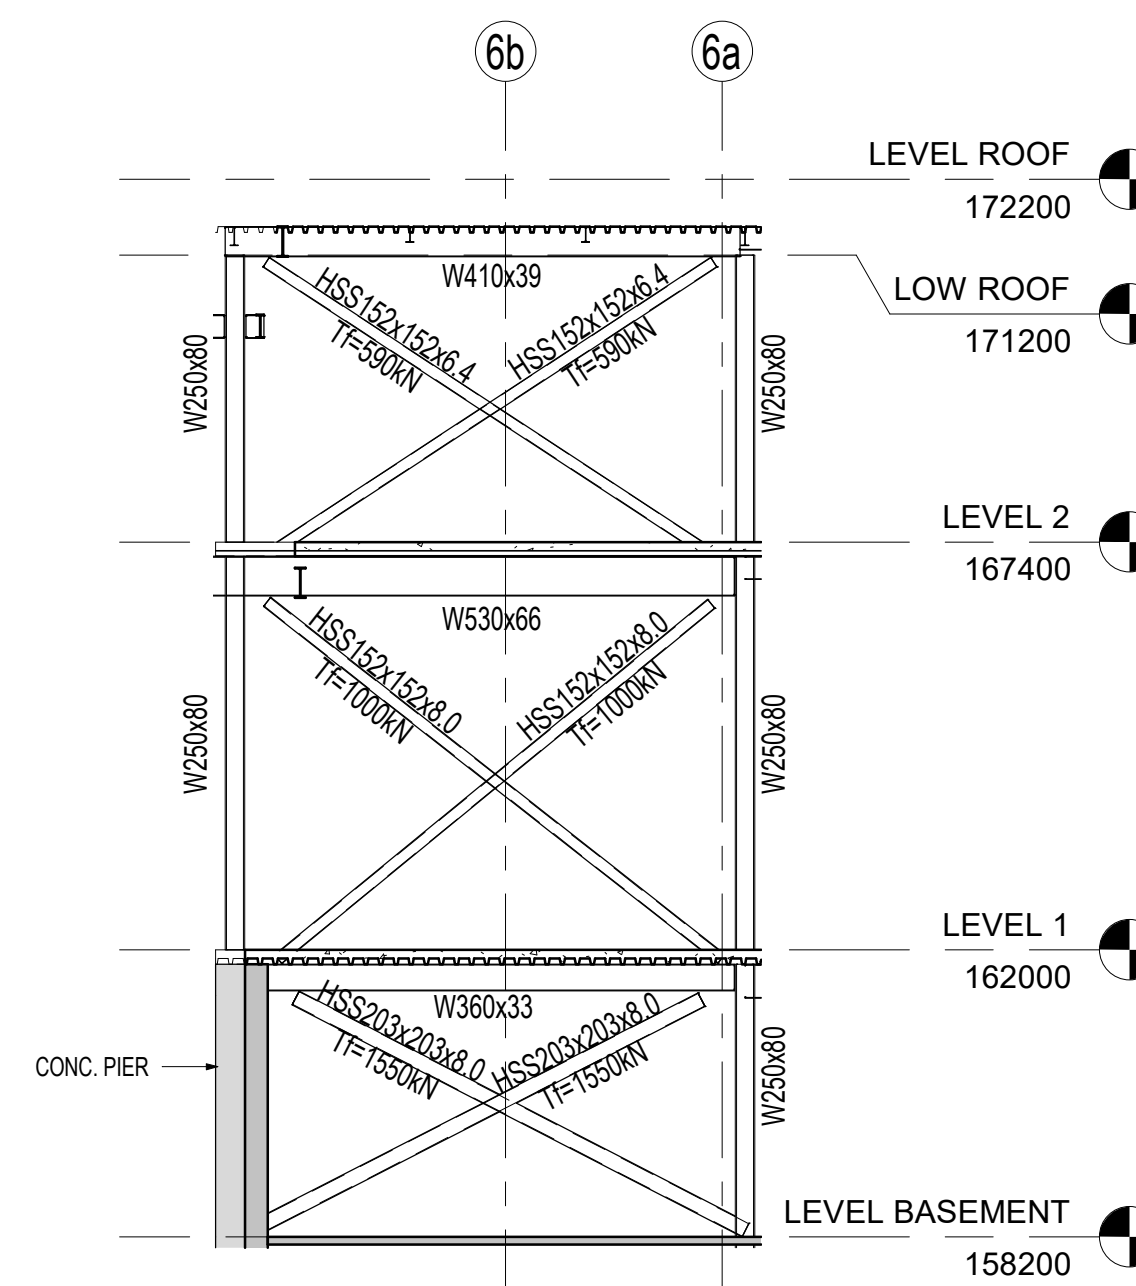 6b
6a
LEVEL ROOF
172200
W410x39
HSS152x152x6.4
Tf=590kN
HSS152x152x6.4
Tf=590kN
LOW ROOF
171200
W250x80
W250x80
LEVEL 2
167400
W530x66
HSS152x152x8.0
Tf=1000kN
HSS152x152x8.0
Tf=1000kN
W250x80
W250x80
LEVEL 1
162000
W360x33
HSS203x203x8.0
Tf=1550kN
HSS203x203x8.0
Tf=1550kN
CONC. PIER
W250x80
LEVEL BASEMENT
158200